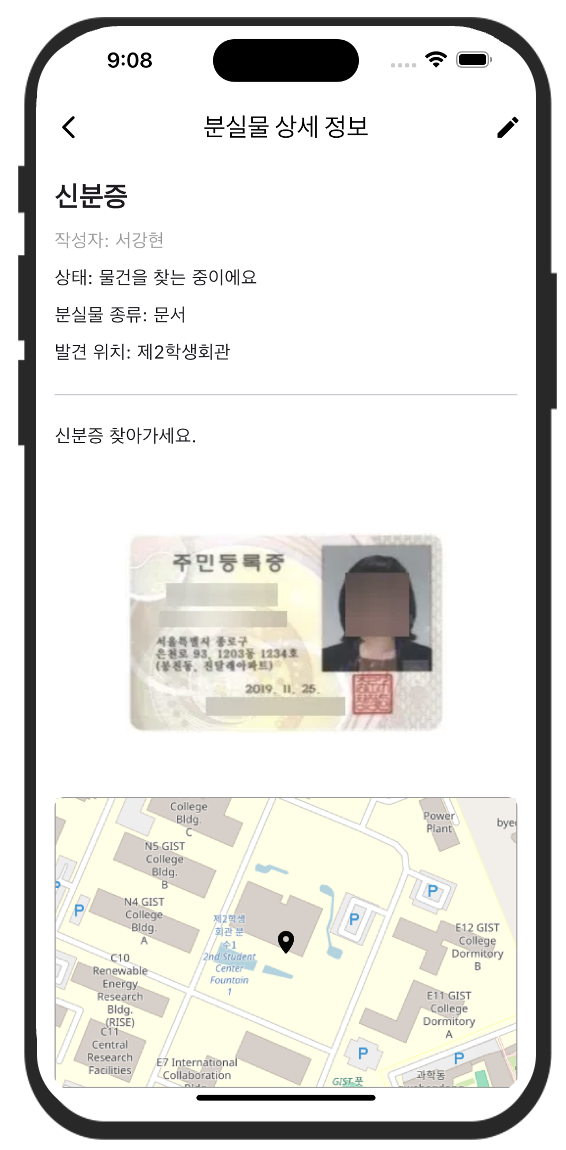 9:08
분실물 상세 정보
신분증
작성자: 서강현
상태: 물건을 찾는 중이에요
분실물 종류: 문서
발견 위치: 제2학생회관
신분증 찾아가세요.
주민등록증
서울특별시 종로구
은천로 93, 1203동 1234호
(봉천동, 진달래아파트)
2019. 11. 25.
College
Bldg.
C
Power
Plant
bye
N5 GIST
College
Bldg.
B
P
P
P
N4 GIST
College
Bldg.
A
제2학생
회관 분
수1
2nd Student
Center
Fountain
1
E12 GIST
College
Dormitory
B
C10
Renewable
Energy
Research
Bldg.
(RISE)
E11 GIST
College
Dormitory
A
C11
Central
Research
Facilities
E7 International
Collaboration
Bldg.
P
P
GIST 풋
과학동